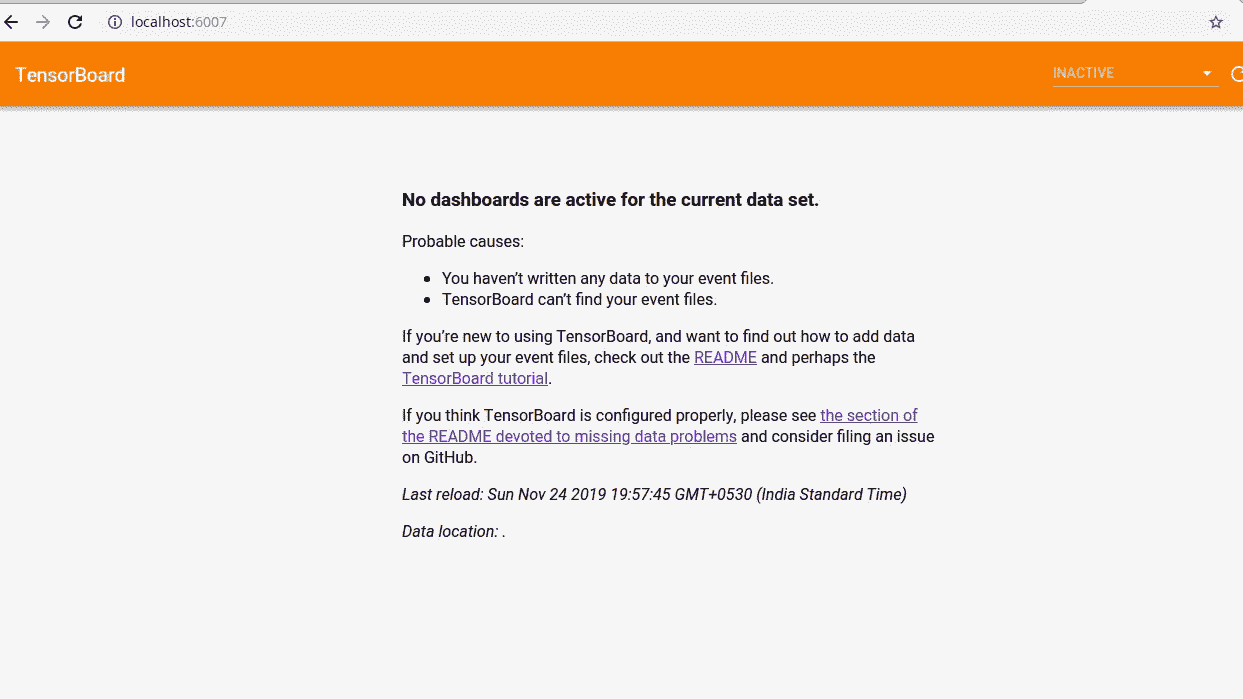 localhost:6007
TensorBoard
INACTIVE
No dashboards are active for the current data set.
Probable causes:
• You haven’t written any data to your event files.
• TensorBoard can’t find your event files.
If you’re new to using TensorBoard, and want to find out how to add data
and set up your event files, check out the README and perhaps the
TensorBoard tutorial.
If you think TensorBoard is configured properly, please see the section of
the README devoted to missing data problems and consider filing an issue
on GitHub.
Last reload: Sun Nov 24 2019 19:57:45 GMT+0530 (India Standard Time)
Data location: .